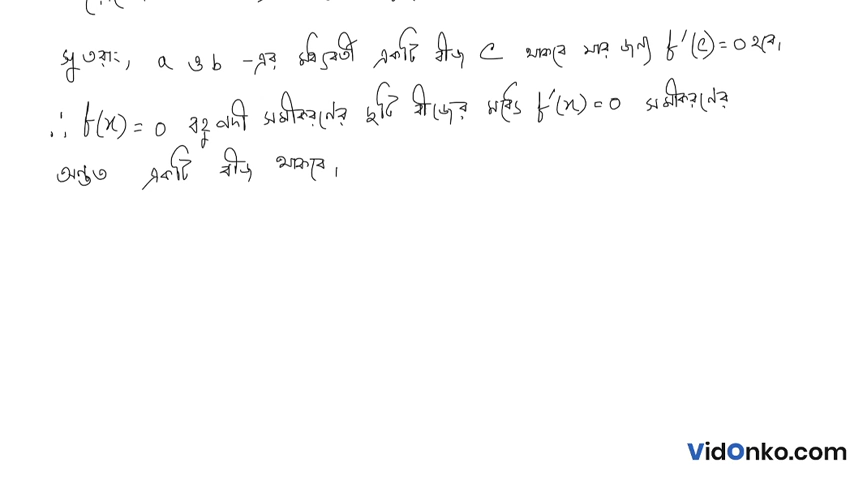 সুতরাং, a ও b -এর মধ্যবর্তী একটি বীজ c থাকবে যার জন্য f'(c) = 0 হবে।
∴ f(x) = 0 বহুপদী সমীকরণের দুটি বীজের মধ্যে f'(x) = 0 সমীকরণের
অন্তত একটি বীজ থাকবে।
VidOnko.com